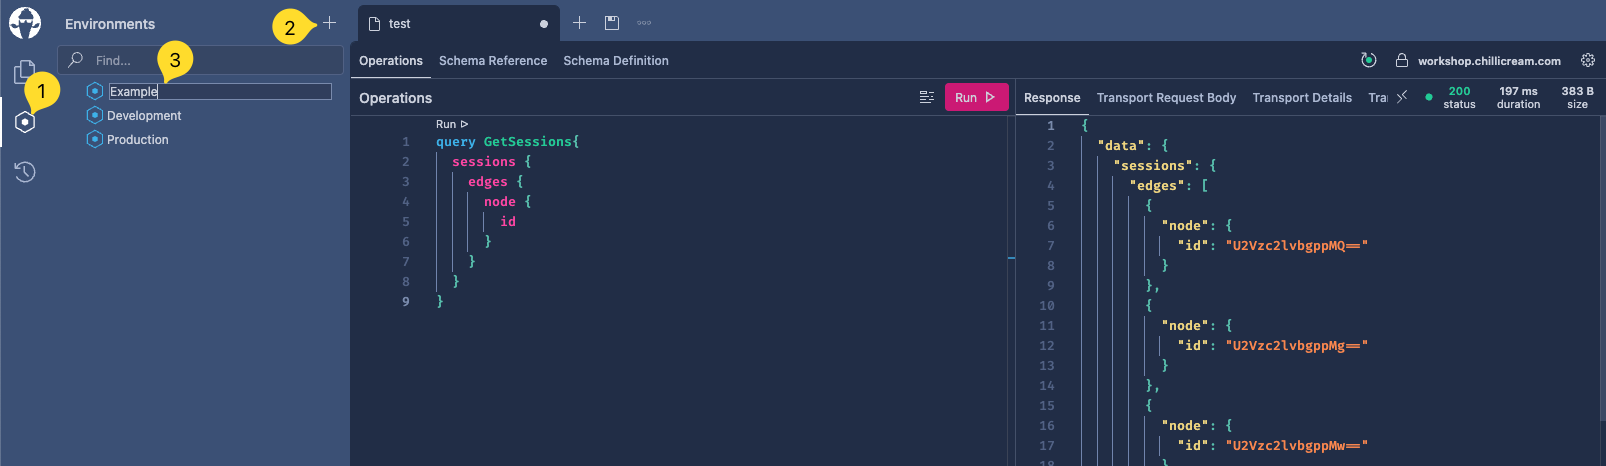 Environments
2
Find...
3
1
Example
Development
Production
test
Operations Schema Reference Schema Definition
workshop.chillicream.com
Operations
Run
Response Transport Request Body Transport Details Tra
200 status
197 ms duration
383 B size
Run
1 query GetSessions{
2 sessions {
3 edges {
4 node {
5 id
6 }
7 }
8 }
9 }
1 {
2 "data": {
3 "sessions": {
4 "edges": [
5 {
6 "node": {
7 "id": "U2Vzc2lvbgppMQ=="
8 }
9 },
10 {
11 "node": {
12 "id": "U2Vzc2lvbgppMg=="
13 }
14 },
15 {
16 "node": {
17 "id": "U2Vzc2lvbgppMw=="
18 }